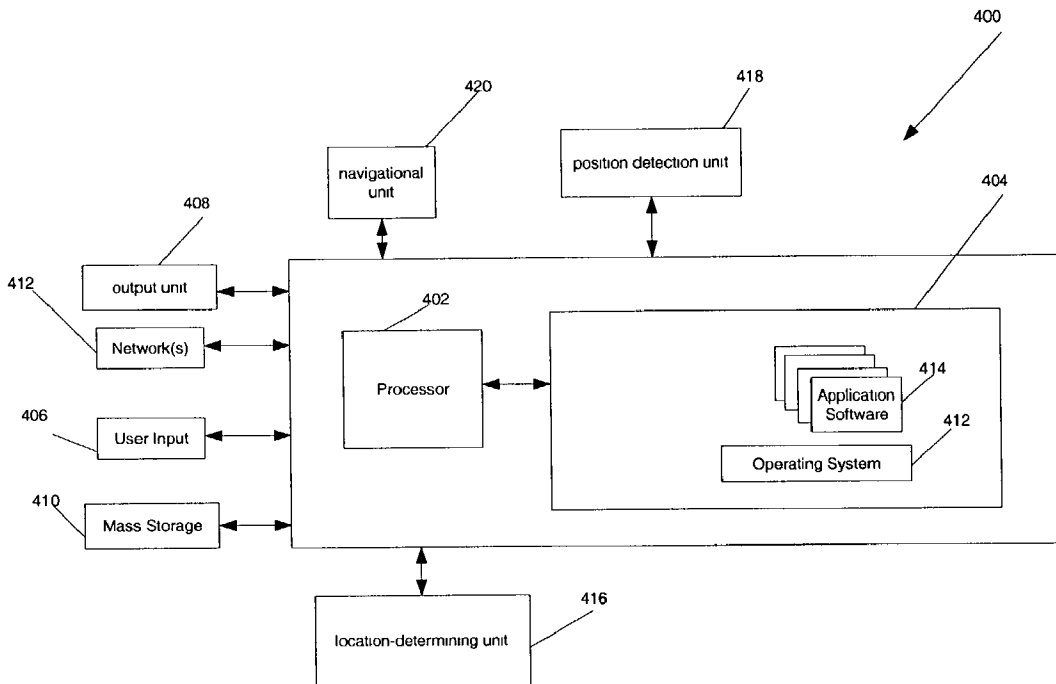 400
420
418
navigational
unit
position detection unit
408
404
412
output unit
402
Network(s)
Processor
414
Application
Software
406
User Input
412
Operating System
410
Mass Storage
416
location-determining unit